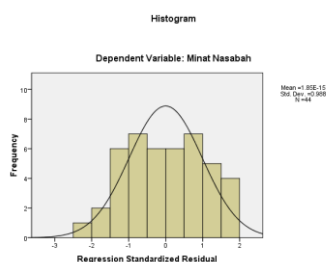 Histogram
Dependent Variable: Minat Nasabah
Mean =1.85E-15
Std. Dev. =0.988
N =44
Frequency
10
8
6
4
2
0
-3
-2
-1
0
1
2
Regression Standardized Residual